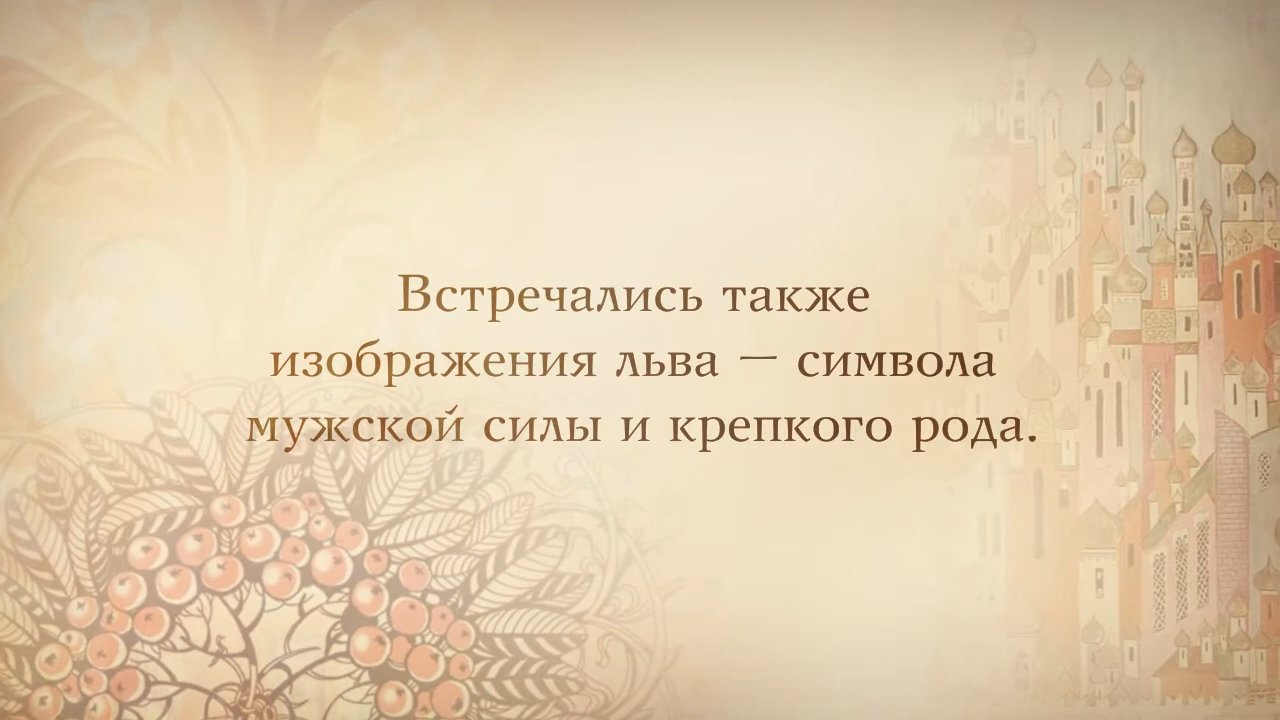 Встречались также
изображения льва — символа
мужской силы и крепкого рода.